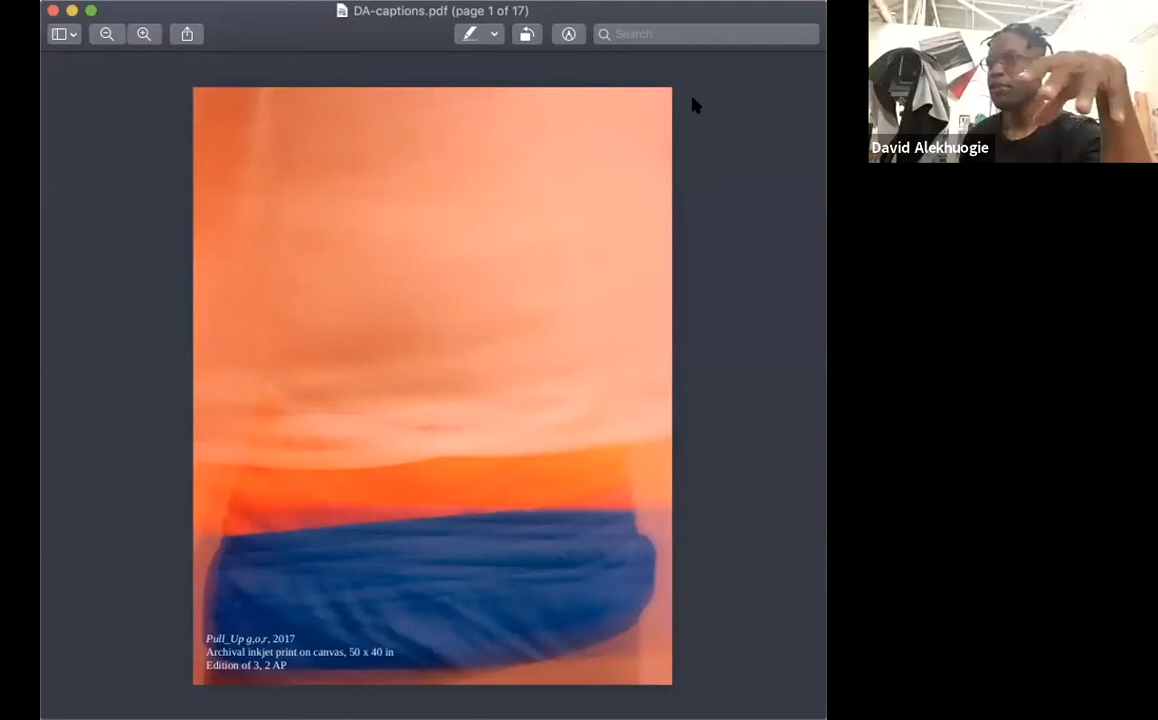 DA-captions.pdf (page 1 of 17)
Search
David Alekhuogie
Pull_Up g,o,r, 2017
Archival inkjet print on canvas, 50 x 40 in
Edition of 3, 2 AP